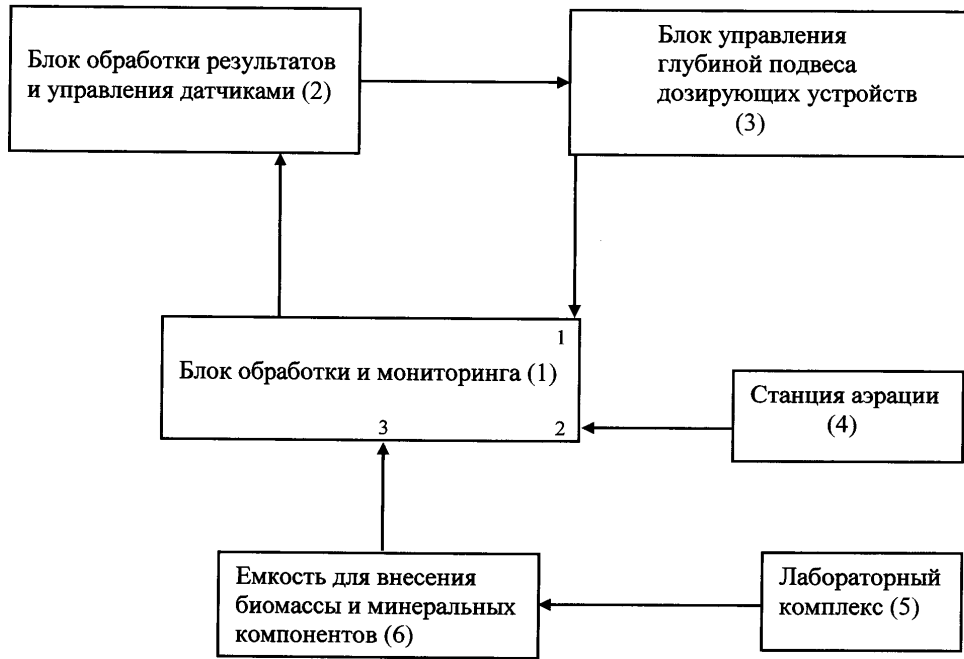 Блок обработки результатов
и управления датчиками (2)
Блок управления
глубиной подвеса
дозирующих устройств
(3)
1
Блок обработки и мониторинга (1)
3
2
Станция аэрации
(4)
Емкость для внесения
биомассы и минеральных
компонентов (6)
Лабораторный
комплекс (5)